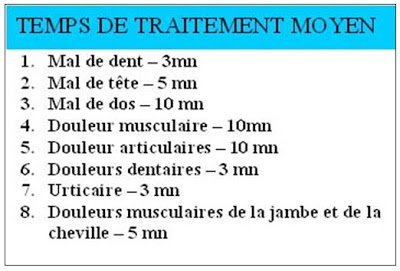 TEMPS DE TRAITEMENT MOYEN
1. Mal de dent – 3mn
2. Mal de tête – 5 mn
3. Mal de dos – 10 mn
4. Douleur musculaire – 10mn
5. Douleur articulaires – 10 mn
6. Douleurs dentaires – 3 mn
7. Urticaire – 3 mn
8. Douleurs musculaires de la jambe et de la
cheville – 5 mn